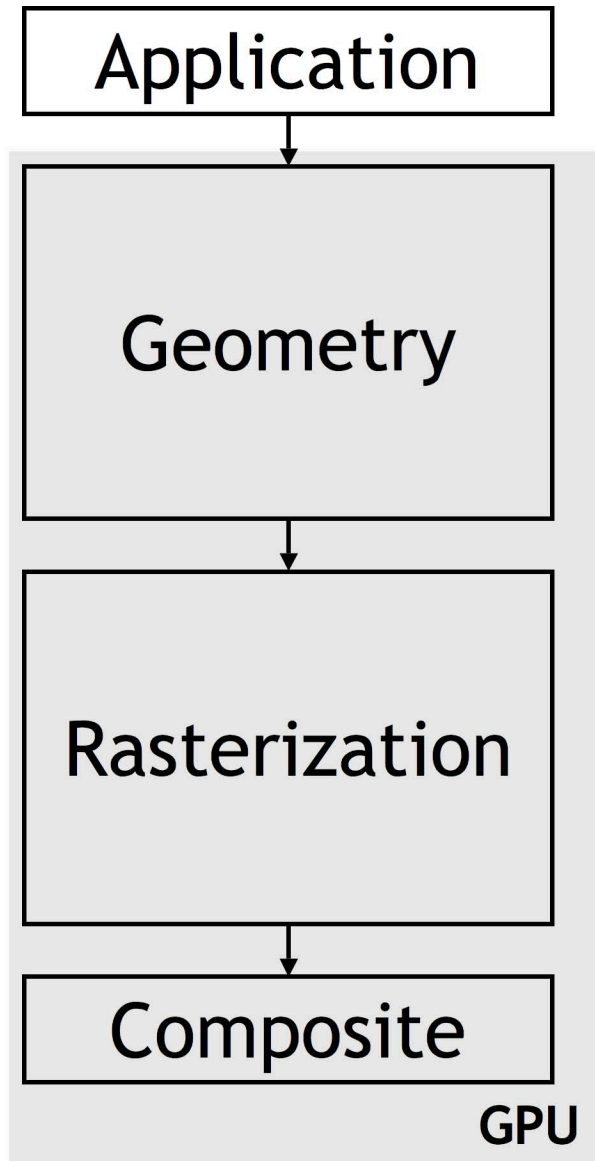 Application
Geometry
Rasterization
Composite
GPU